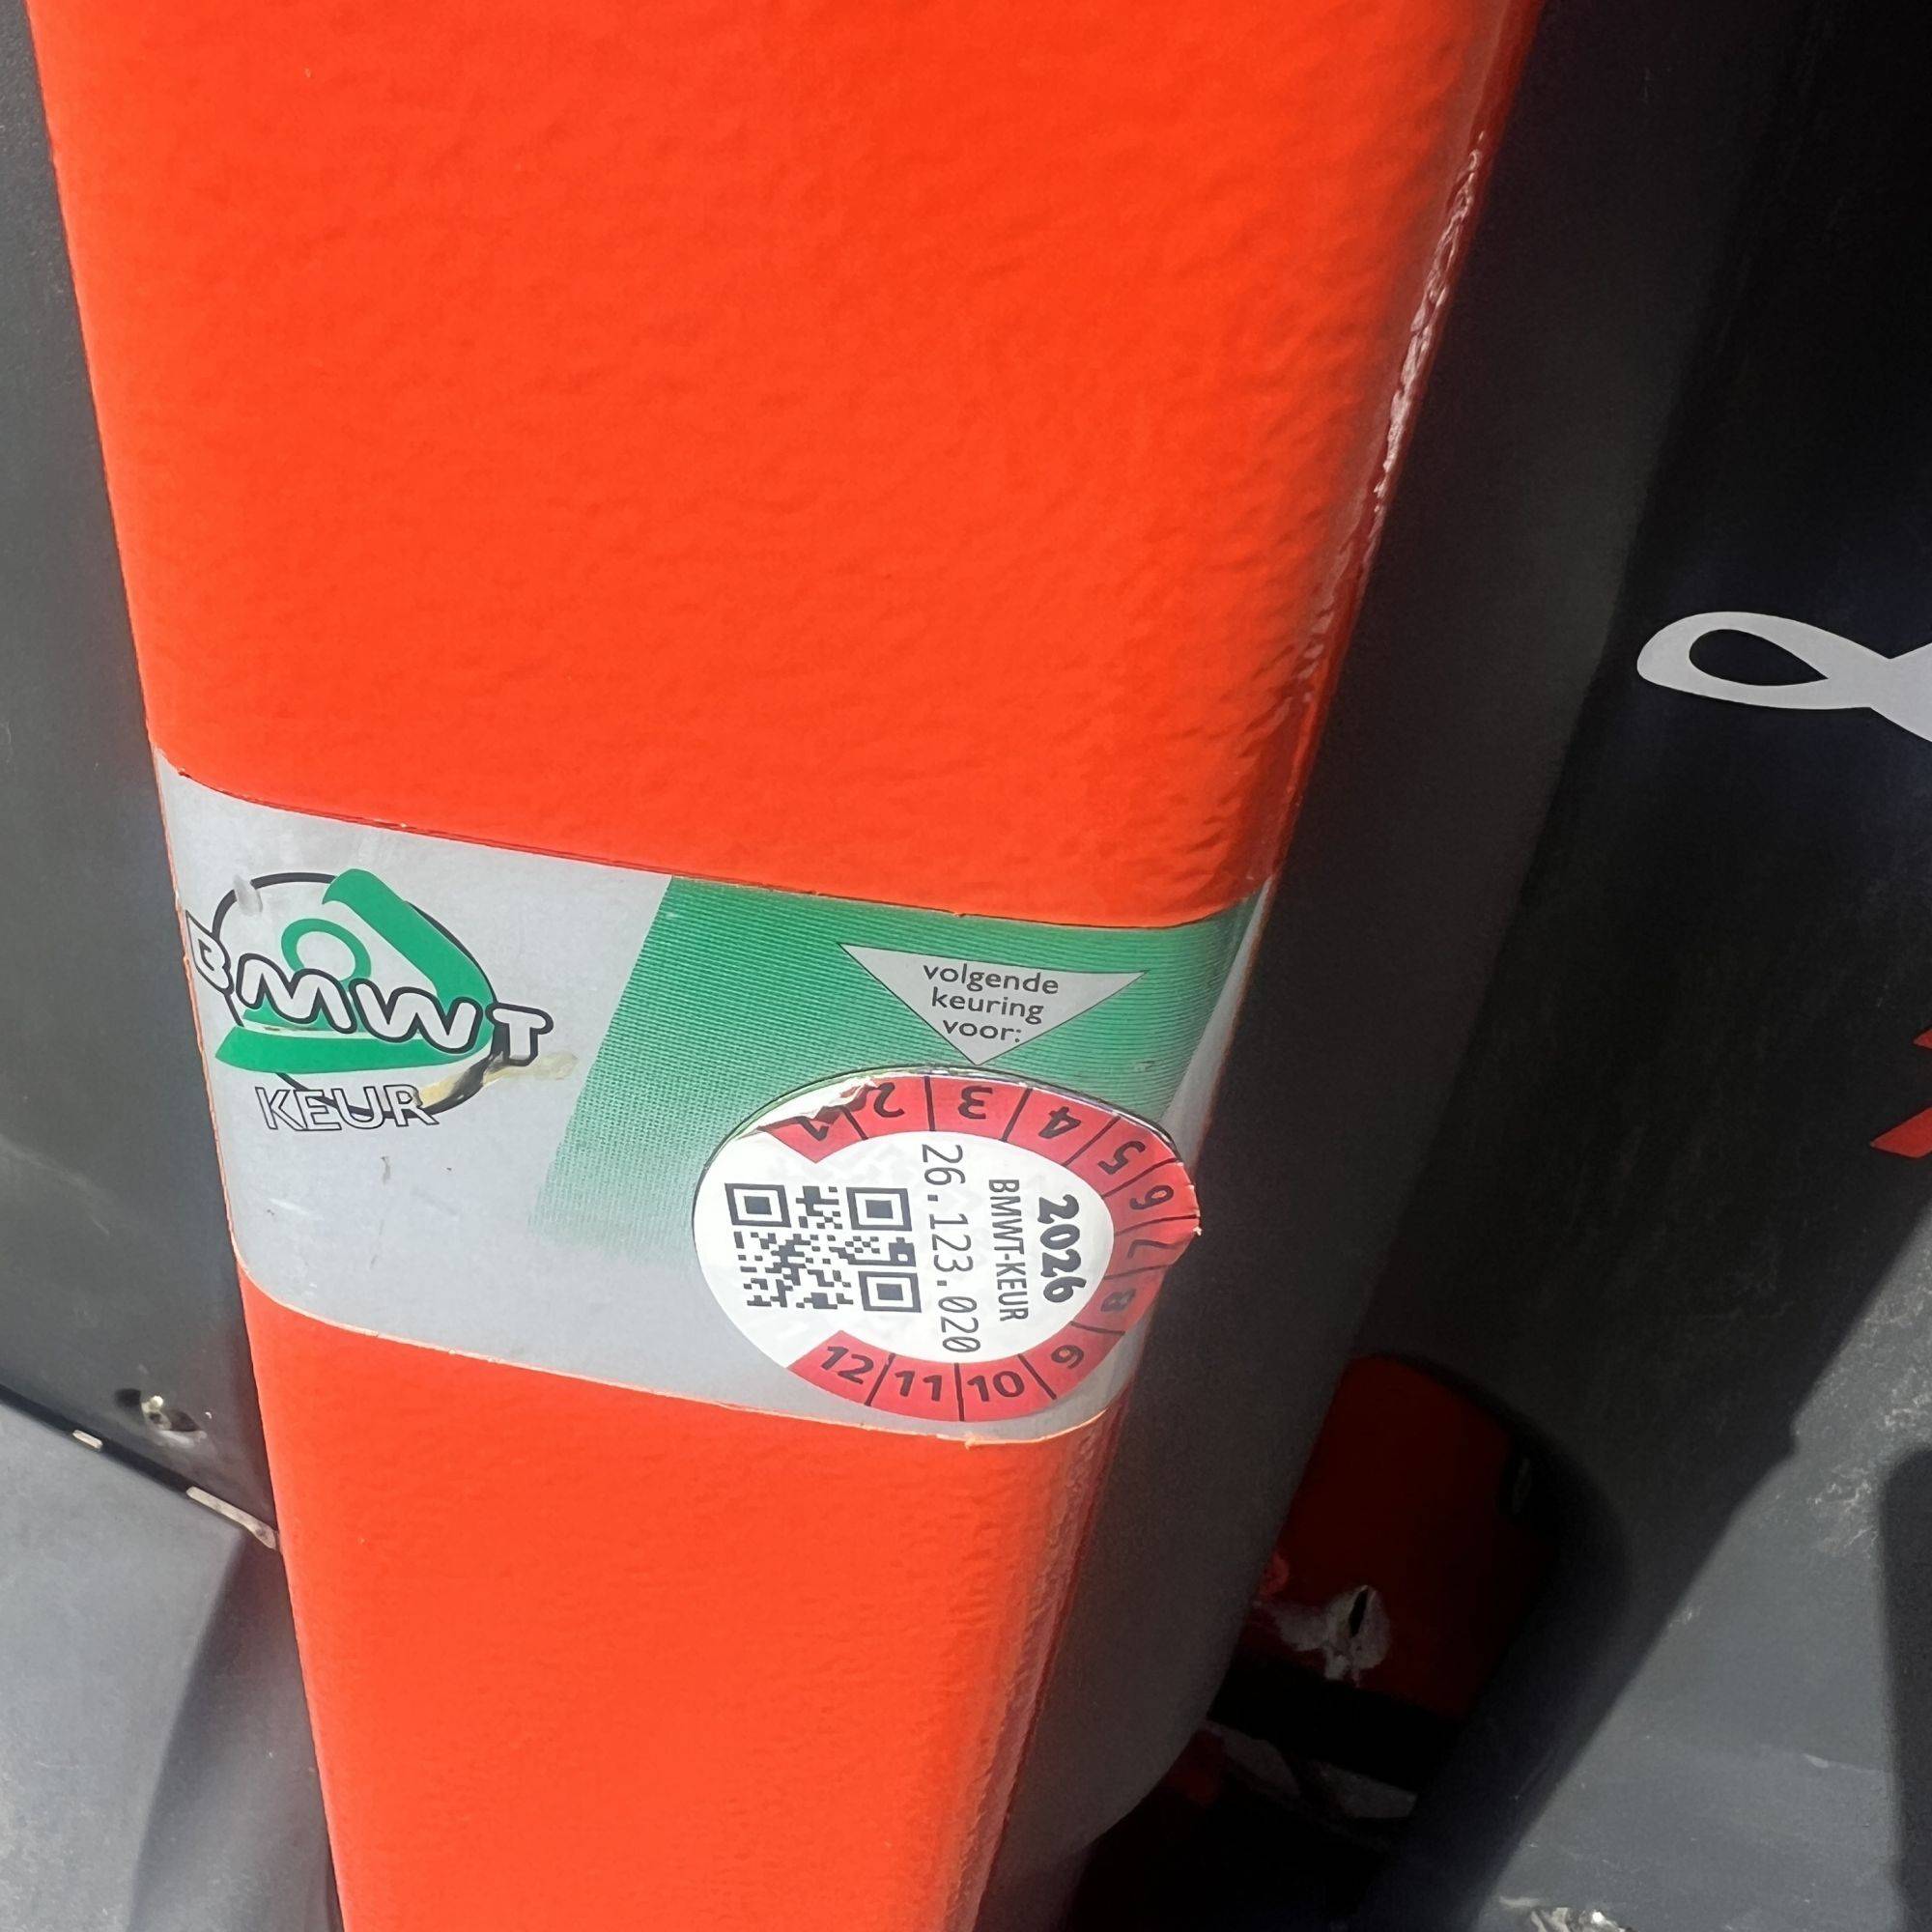 BMWT
KEUR
volgende
keuring
voor:
1 2 3 4 5 6 7 8 9 10 11 12
2026
BMWT-KEUR
26.123.020